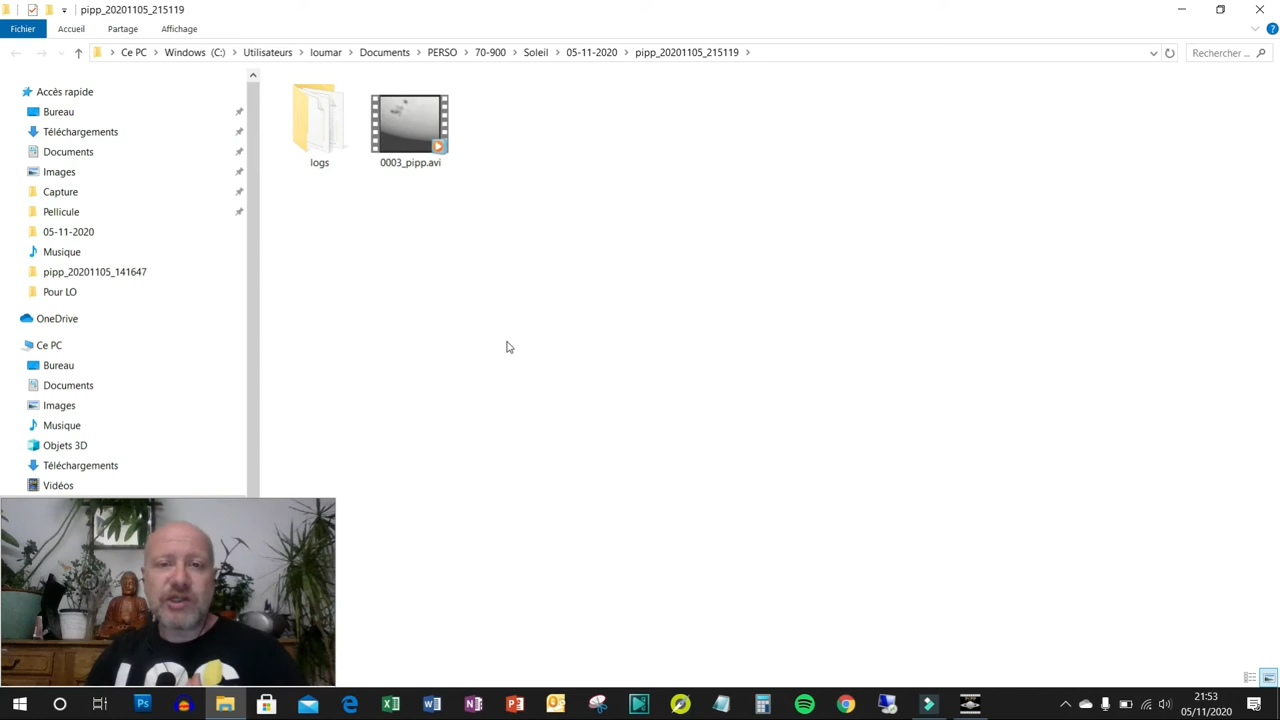 pipp_20201105_215119
Fichier Accueil Partage Affichage
Ce PC Windows (C:) Utilisateurs loumar Documents PERSO 70-900 Soleil 05-11-2020 pipp_20201105_215119
Rechercher ...
Accès rapide
Bureau
Téléchargements
Documents
Images
Capture
Pellicule
05-11-2020
Musique
pipp_20201105_141647
Pour LO
OneDrive
Ce PC
Bureau
Documents
Images
Musique
Objets 3D
Téléchargements
Vidéos
logs
0003_pipp.avi
21:53
05/11/2020